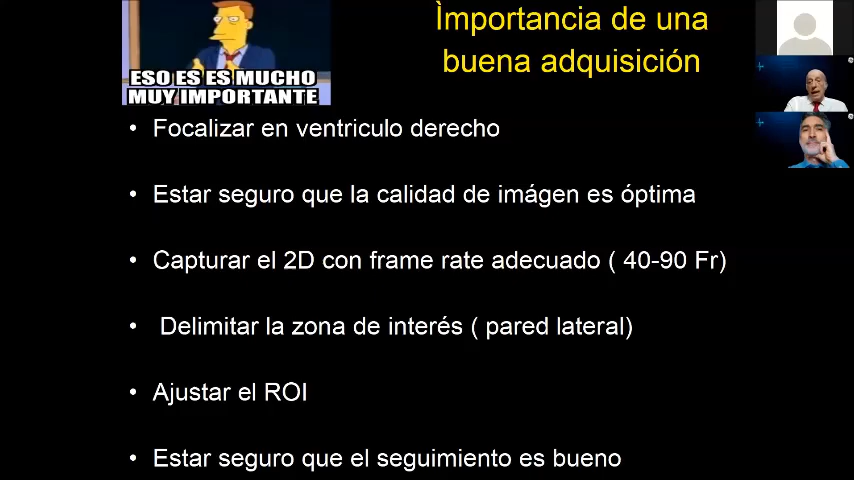 ESO ES ES MUCHO
MUY IMPORTANTE
Ìmportancia de una
buena adquisición
• Focalizar en ventriculo derecho
• Estar seguro que la calidad de imágen es óptima
• Capturar el 2D con frame rate adecuado ( 40-90 Fr)
• Delimitar la zona de interés ( pared lateral)
• Ajustar el ROI
• Estar seguro que el seguimiento es bueno